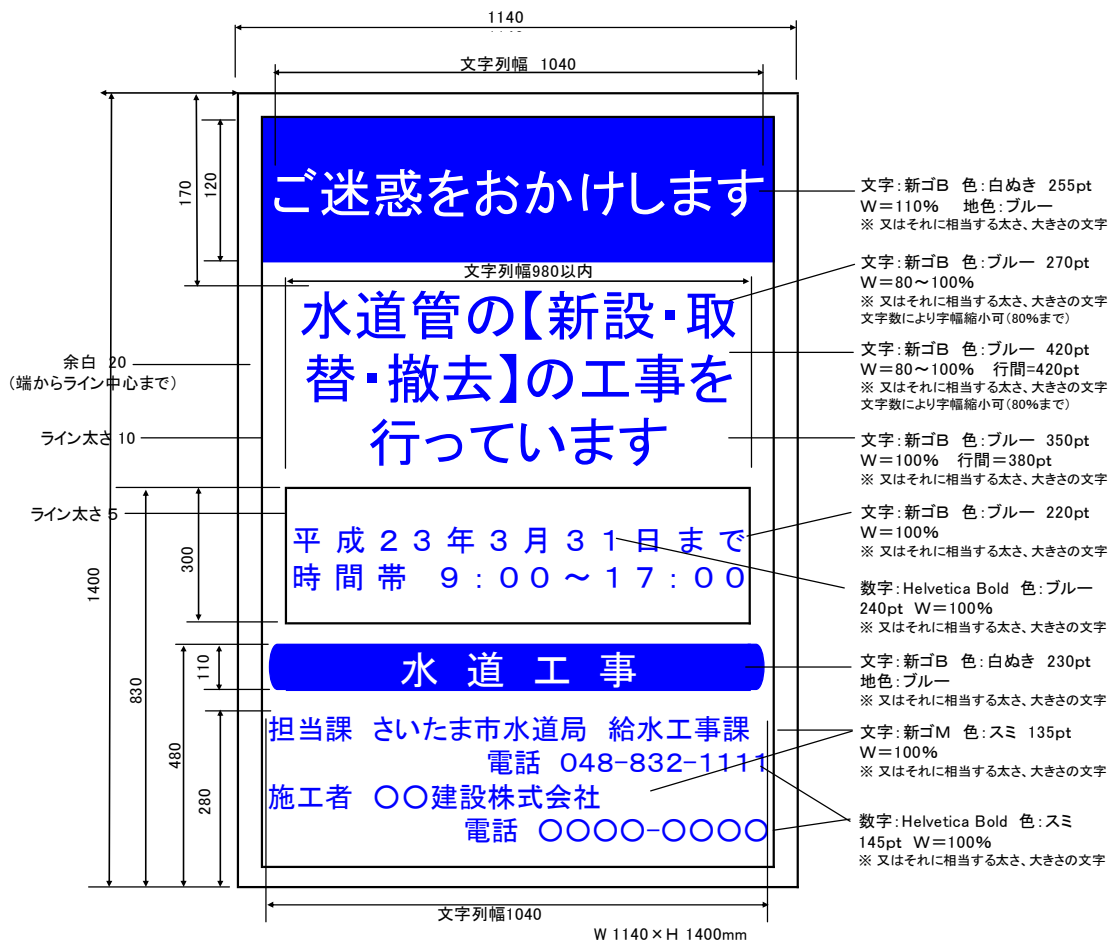 1140
文字列幅 1040
170
120
ご迷惑をおかけします
文字列幅980以内
水道管の【新設・取
替・撤去】の工事を
行っています
余白 20
(端からライン中心まで)
ライン太さ 10
ライン太さ 5
1400
830
300
平成23年3月31日まで
時間帯 9:00~17:00
480
110
水道工事
280
担当課 さいたま市水道局 給水工事課
電話 048-832-1111
施工者 ○○建設株式会社
電話 ○○○○-○○○○
文字列幅1040
W 1140×H 1400mm
文字:新ゴB 色:白ぬき 255pt
W=110% 地色:ブルー
※ 又はそれに相当する太さ、大きさの文字
文字:新ゴB 色:ブルー 270pt
W=80~100%
※ 又はそれに相当する太さ、大きさの文字
文字数により字幅縮小可(80%まで)
文字:新ゴB 色:ブルー 420pt
W=80~100% 行間=420pt
※ 又はそれに相当する太さ、大きさの文字
文字数により字幅縮小可(80%まで)
文字:新ゴB 色:ブルー 350pt
W=100% 行間=380pt
※ 又はそれに相当する太さ、大きさの文字
文字:新ゴB 色:ブルー 220pt
W=100%
※ 又はそれに相当する太さ、大きさの文字
数字:Helvetica Bold 色:ブルー
240pt W=100%
※ 又はそれに相当する太さ、大きさの文字
文字:新ゴB 色:白ぬき 230pt
地色:ブルー
※ 又はそれに相当する太さ、大きさの文字
文字:新ゴM 色:スミ 135pt
W=100%
※ 又はそれに相当する太さ、大きさの文字
数字:Helvetica Bold 色:スミ
145pt W=100%
※ 又はそれに相当する太さ、大きさの文字